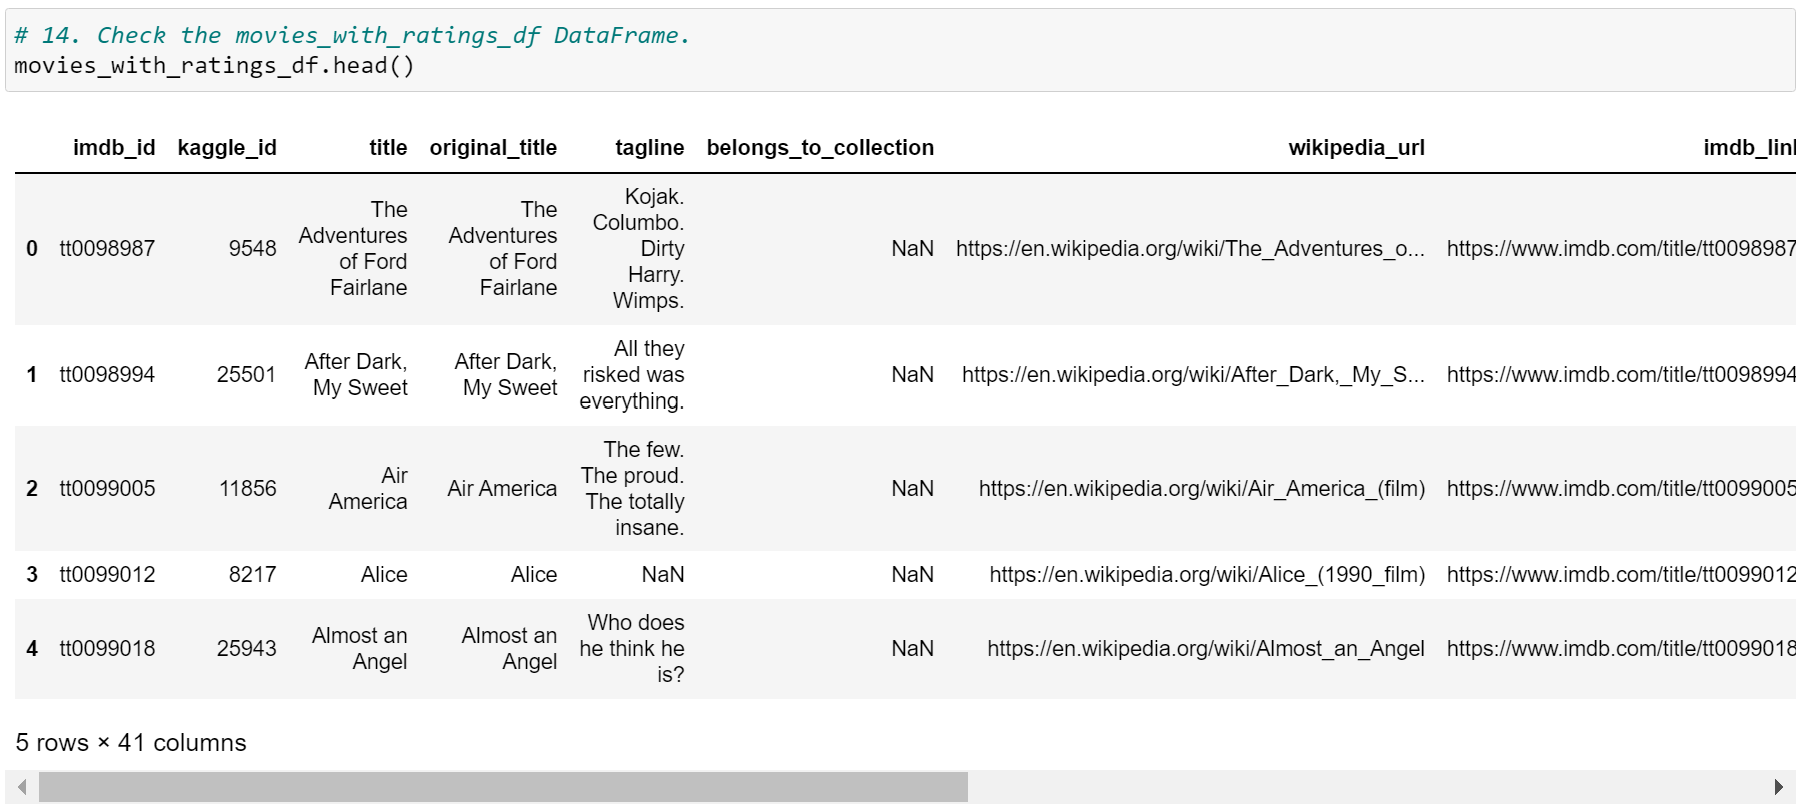 # 14. Check the movies_with_ratings_df DataFrame.
movies_with_ratings_df.head()
imdb_id kaggle_id title original_title tagline belongs_to_collection wikipedia_url imdb_lin
0 tt0098987 9548 The Adventures of Ford Fairlane The Adventures of Ford Fairlane Kojak. Columbo. Dirty Harry. Wimps. NaN https://en.wikipedia.org/wiki/The_Adventures_o... https://www.imdb.com/title/tt0098987
1 tt0098994 25501 After Dark, My Sweet After Dark, My Sweet All they risked was everything. NaN https://en.wikipedia.org/wiki/After_Dark,_My_S... https://www.imdb.com/title/tt0098994
2 tt0099005 11856 Air America Air America The few. The proud. The totally insane. NaN https://en.wikipedia.org/wiki/Air_America_(film) https://www.imdb.com/title/tt0099005
3 tt0099012 8217 Alice Alice NaN NaN https://en.wikipedia.org/wiki/Alice_(1990_film) https://www.imdb.com/title/tt0099012
4 tt0099018 25943 Almost an Angel Almost an Angel Who does he think he is? NaN https://en.wikipedia.org/wiki/Almost_an_Angel https://www.imdb.com/title/tt0099018
5 rows × 41 columns